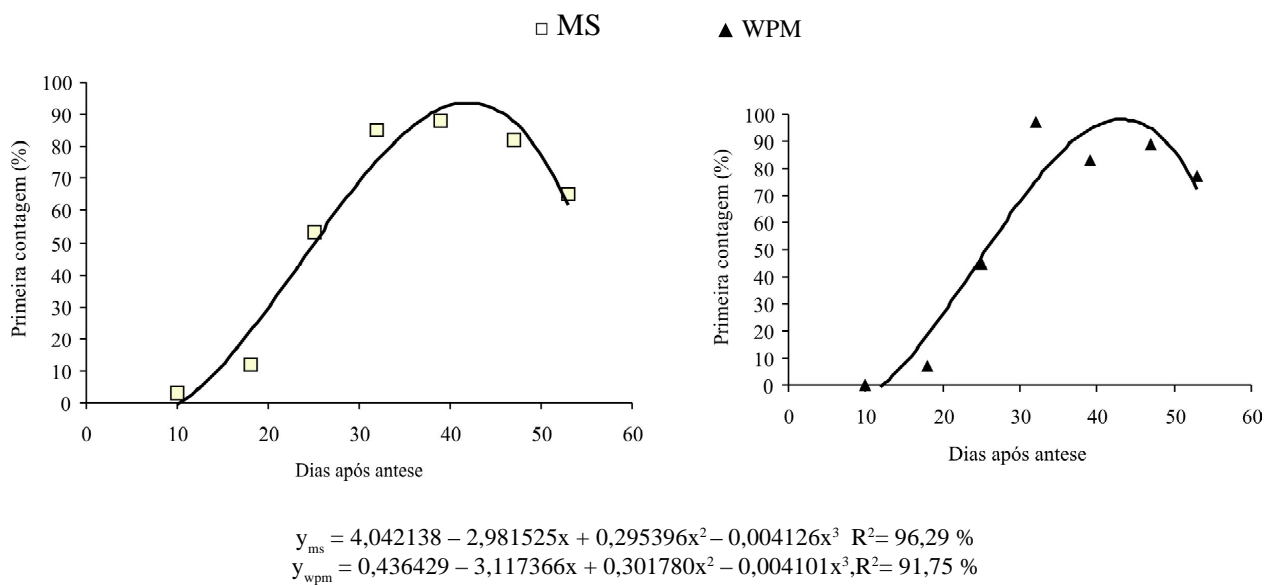 □ MS ▲ WPM
Primeira contagem (%)
100
90
80
70
60
50
40
30
20
10
0
0 10 20 30 40 50 60
Dias após antese
Primeira contagem (%)
100
90
80
70
60
50
40
30
20
10
0
0 10 20 30 40 50 60
Dias após antese
y_ms = 4,042138 – 2,981525x + 0,295396x² – 0,004126x³ R²= 96,29 %
y_wpm = 0,436429 – 3,117366x + 0,301780x² – 0,004101x³,R²= 91,75 %